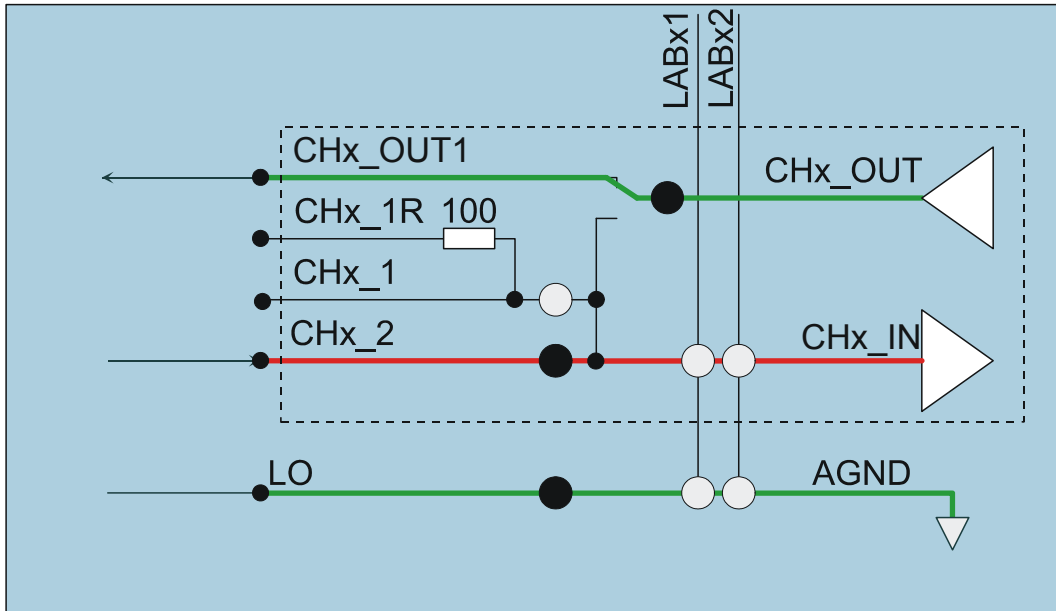 LABx1
LABx2
CHx_OUT1
CHx_OUT
CHx_1R 100
CHx_1
CHx_2
CHx_IN
LO
AGND